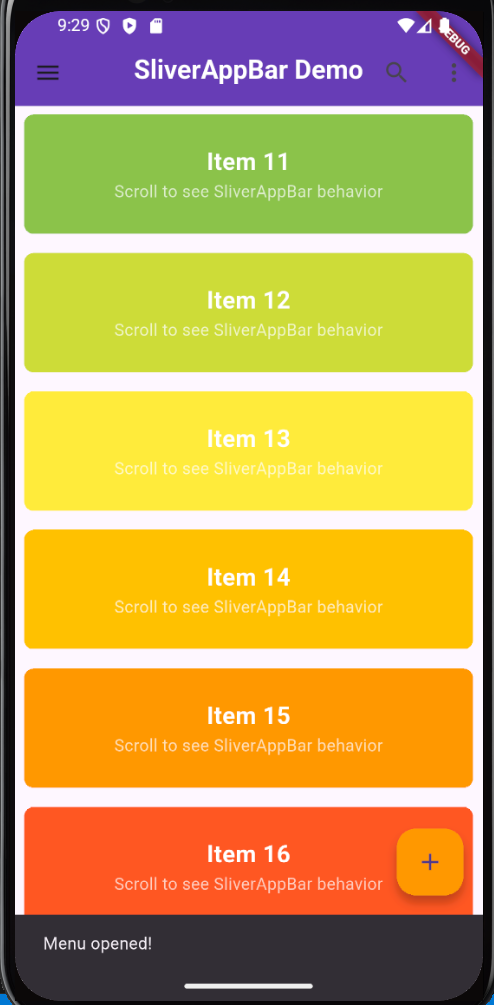 9:29
DEBUG
SliverAppBar Demo
Item 11
Scroll to see SliverAppBar behavior
Item 12
Scroll to see SliverAppBar behavior
Item 13
Scroll to see SliverAppBar behavior
Item 14
Scroll to see SliverAppBar behavior
Item 15
Scroll to see SliverAppBar behavior
Item 16
Scroll to see SliverAppBar behavior
Menu opened!